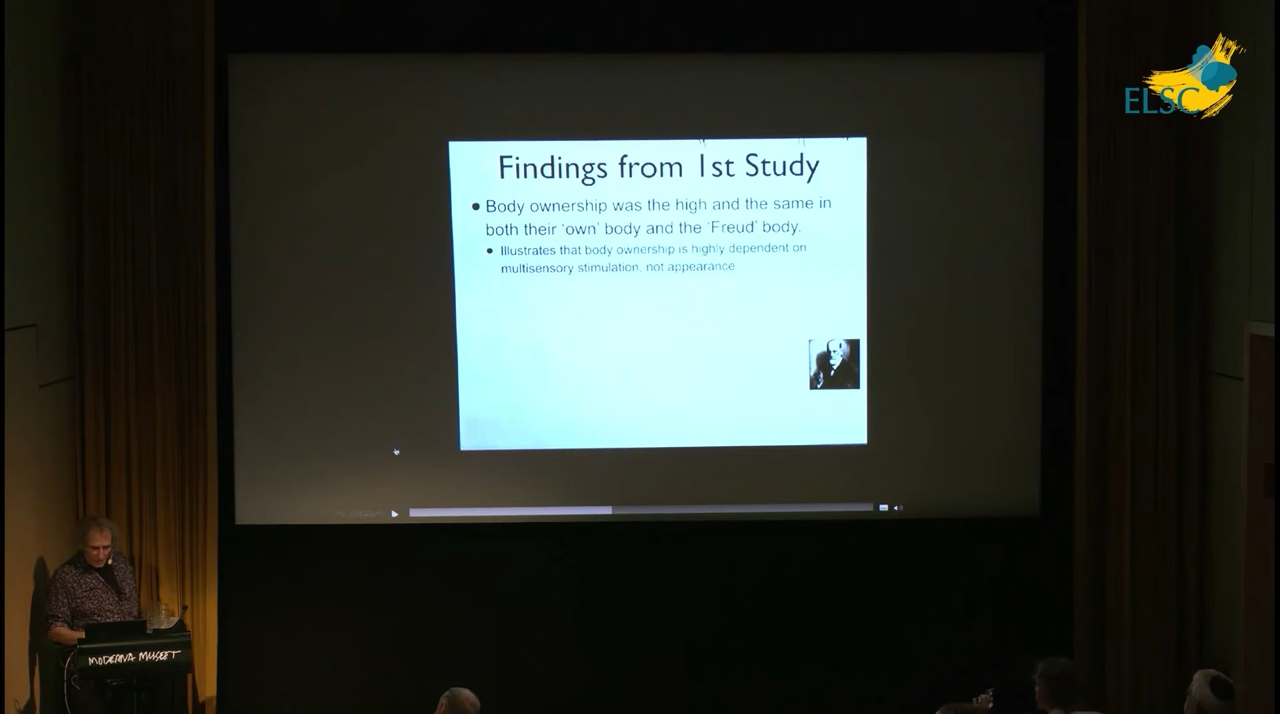 ELSC
Findings from 1st Study
• Body ownership was the high and the same in
both their 'own' body and the 'Freud' body.
• Illustrates that body ownership is highly dependent on
multisensory stimulation, not appearance
MODERNA MUSEET